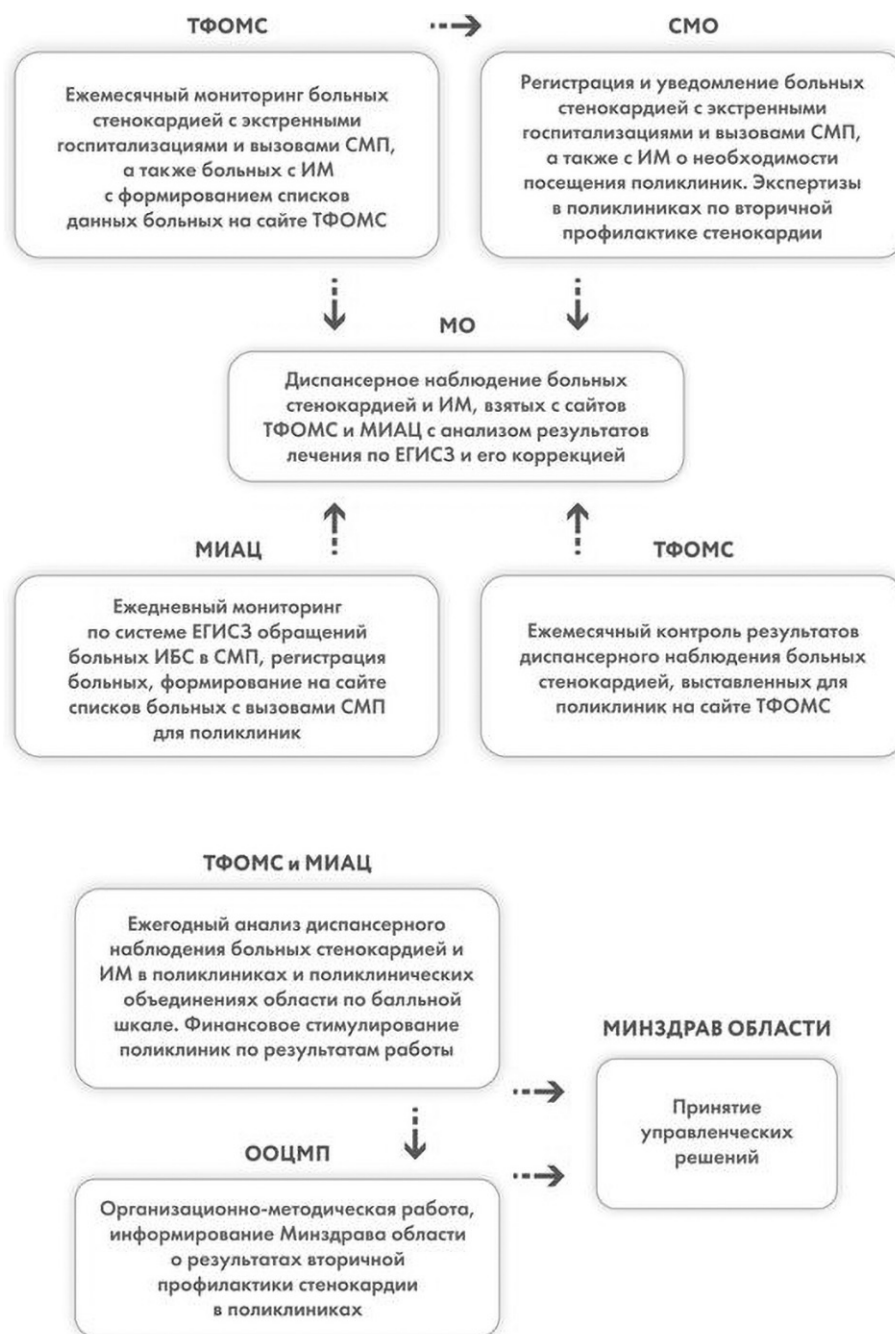 ТФОМС
Ежемесячный мониторинг больных
стенокардией с экстренными
госпитализациями и вызовами СМП,
а также больных с ИМ
с формированием списков
данных больных на сайте ТФОМС
СМО
Регистрация и уведомление больных
стенокардией с экстренными
госпитализациями и вызовами СМП,
а также с ИМ о необходимости
посещения поликлиник. Экспертизы
в поликлиниках по вторичной
профилактике стенокардии
МО
Диспансерное наблюдение больных
стенокардией и ИМ, взятых с сайтов
ТФОМС и МИАЦ с анализом результатов
лечения по ЕГИСЗ и его коррекцией
МИАЦ
Ежедневный мониторинг
по системе ЕГИСЗ обращений
больных ИБС в СМП, регистрация
больных, формирование на сайте
списков больных с вызовами СМП
для поликлиник
ТФОМС
Ежемесячный контроль результатов
диспансерного наблюдения больных
стенокардией, выставленных для
поликлиник на сайте ТФОМС
ТФОМС и МИАЦ
Ежегодный анализ диспансерного
наблюдения больных стенокардией и
ИМ в поликлиниках и поликлинических
объединениях области по балльной
шкале. Финансовое стимулирование
поликлиник по результатам работы
МИНЗДРАВ ОБЛАСТИ
Принятие
управленческих
решений
ООЦМП
Организационно-методическая работа,
информирование Минздрава области
о результатах вторичной
профилактики стенокардии
в поликлиниках